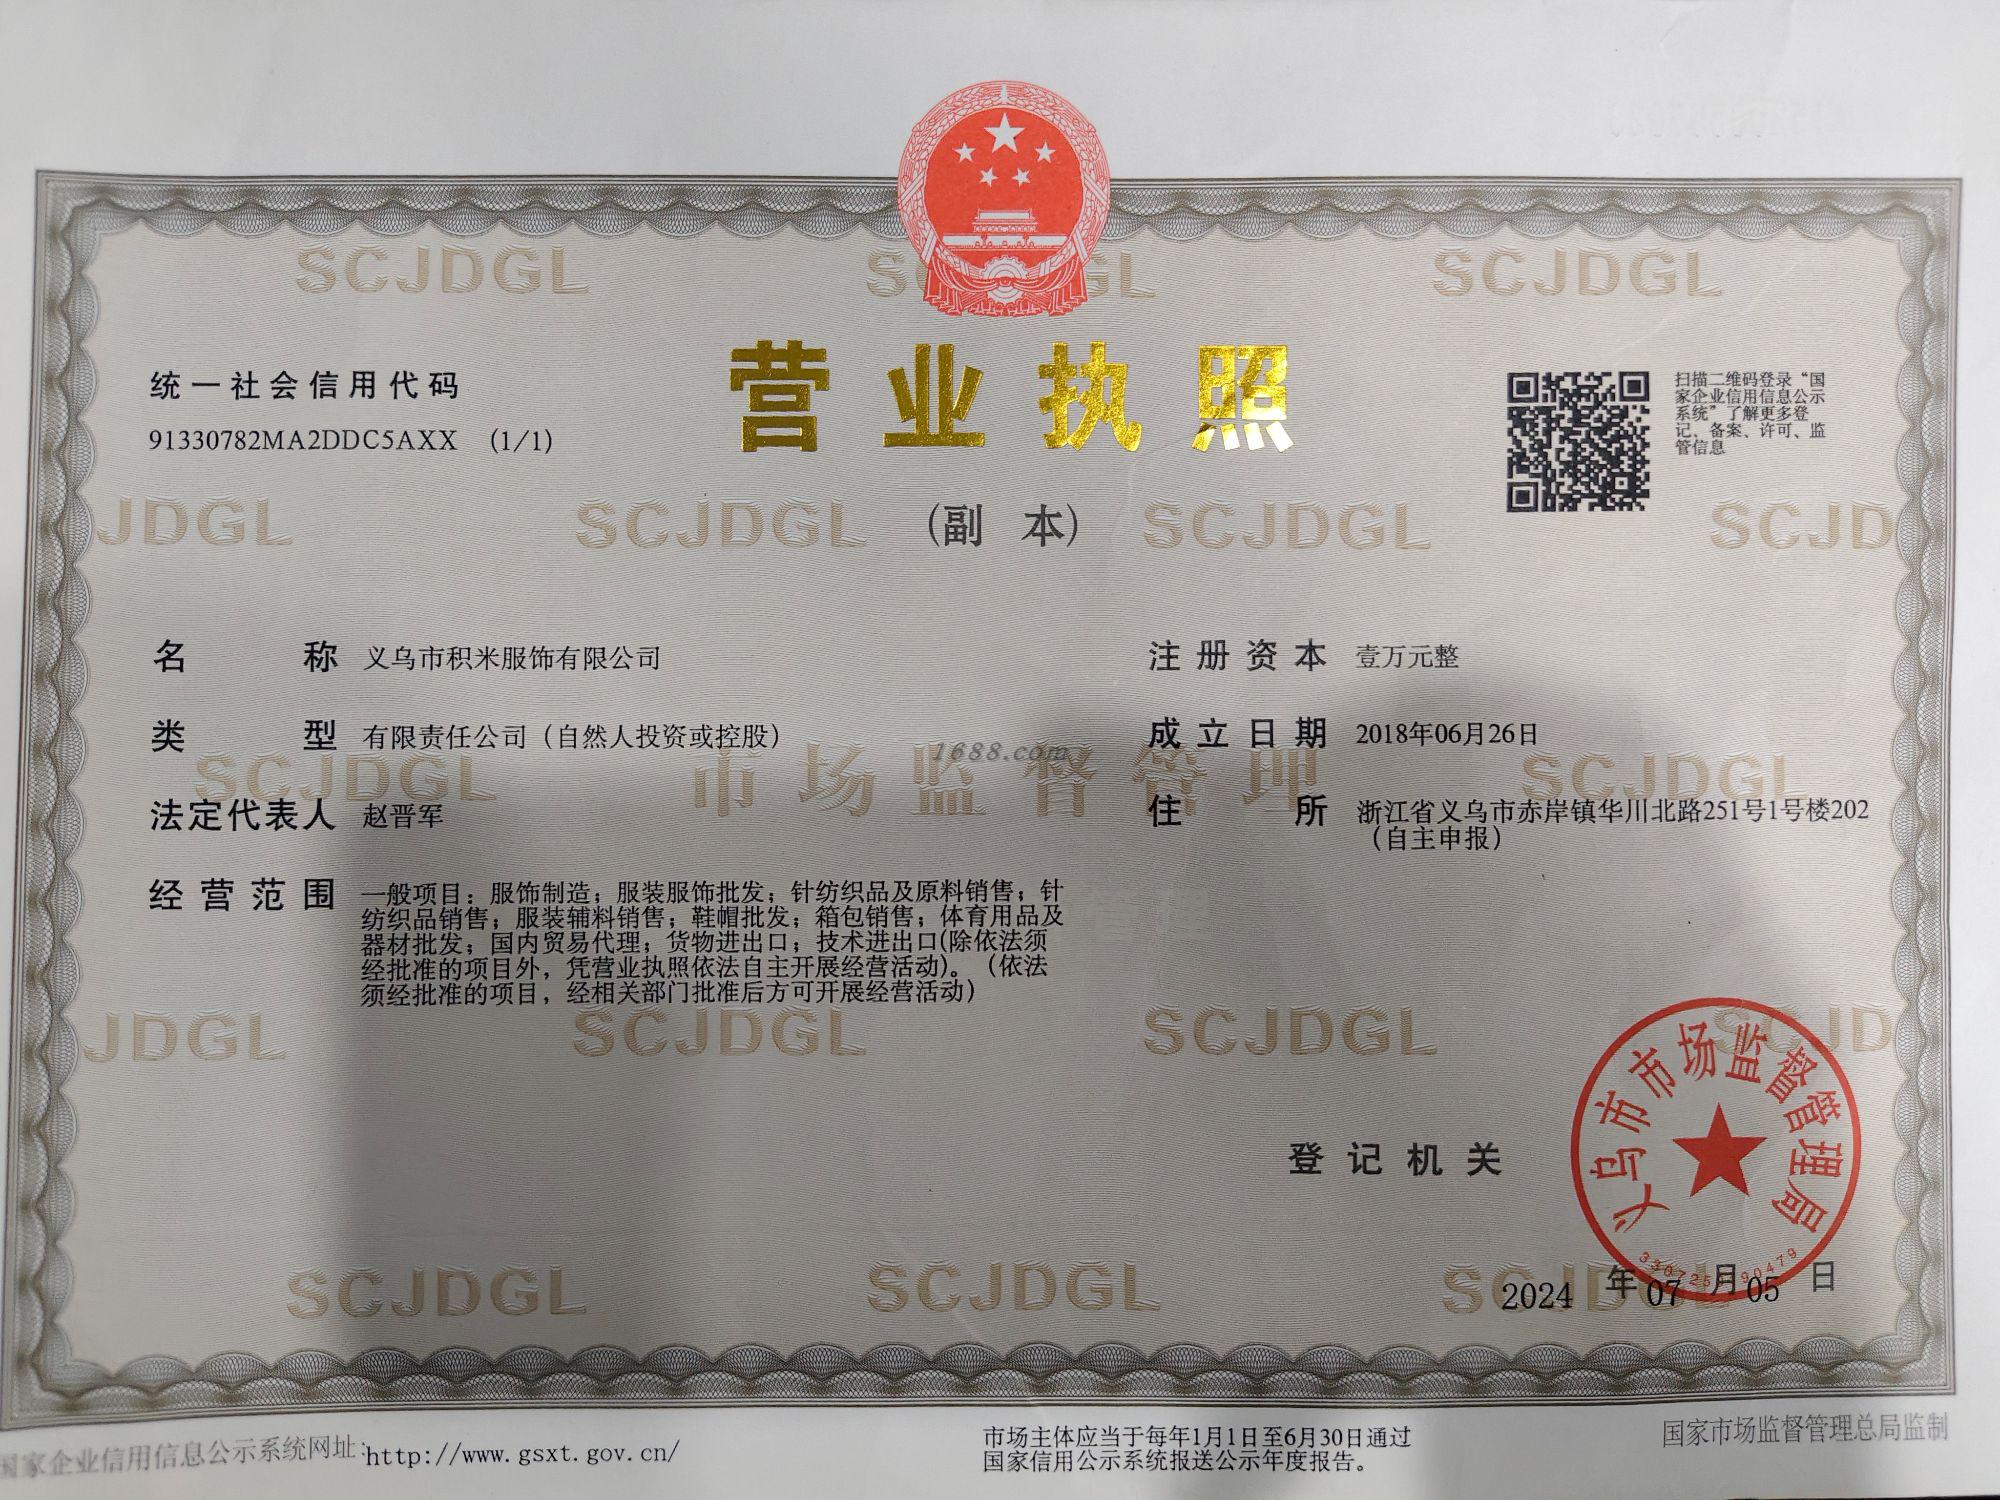 营业执照
(副 本)
统一社会信用代码
91330782MA2DDC5AXX (1/1)
扫描二维码登录“国
家企业信用信息公示
系统”了解更多登
记、备案、许可、监
管信息
名称 义乌市积米服饰有限公司
类型 有限责任公司（自然人投资或控股）
法定代表人 赵晋军
经营范围 一般项目：服饰制造；服装服饰批发；针纺织品及原料销售；针
纺织品销售；服装辅料销售；鞋帽批发；箱包销售；体育用品及
器材批发；国内贸易代理；货物进出口；技术进出口(除依法须
经批准的项目外，凭营业执照依法自主开展经营活动)。（依法
须经批准的项目，经相关部门批准后方可开展经营活动）
注册资本 壹万元整
成立日期 2018年06月26日
住所 浙江省义乌市赤岸镇华川北路251号1号楼202
（自主申报）
SCJDGL
市场监督管理
1688.com
登记机关
义乌市市场监督管理局
2024 年 07 月 05 日
国家企业信用信息公示系统网址：http://www.gsxt.gov.cn/
市场主体应当于每年1月1日至6月30日通过
国家信用公示系统报送公示年度报告。
国家市场监督管理总局监制